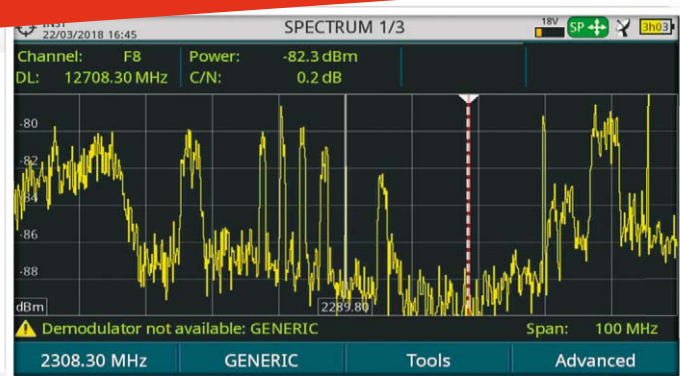 22/03/2018 16:45
SPECTRUM 1/3
18V
SP
3h03
Channel: F8 Power: -82.3 dBm
DL: 12708.30 MHz C/N: 0.2 dB
-80
-82
-84
-86
-88
dBm
2289.80
Demodulator not available: GENERIC
Span: 100 MHz
2308.30 MHz
GENERIC
Tools
Advanced